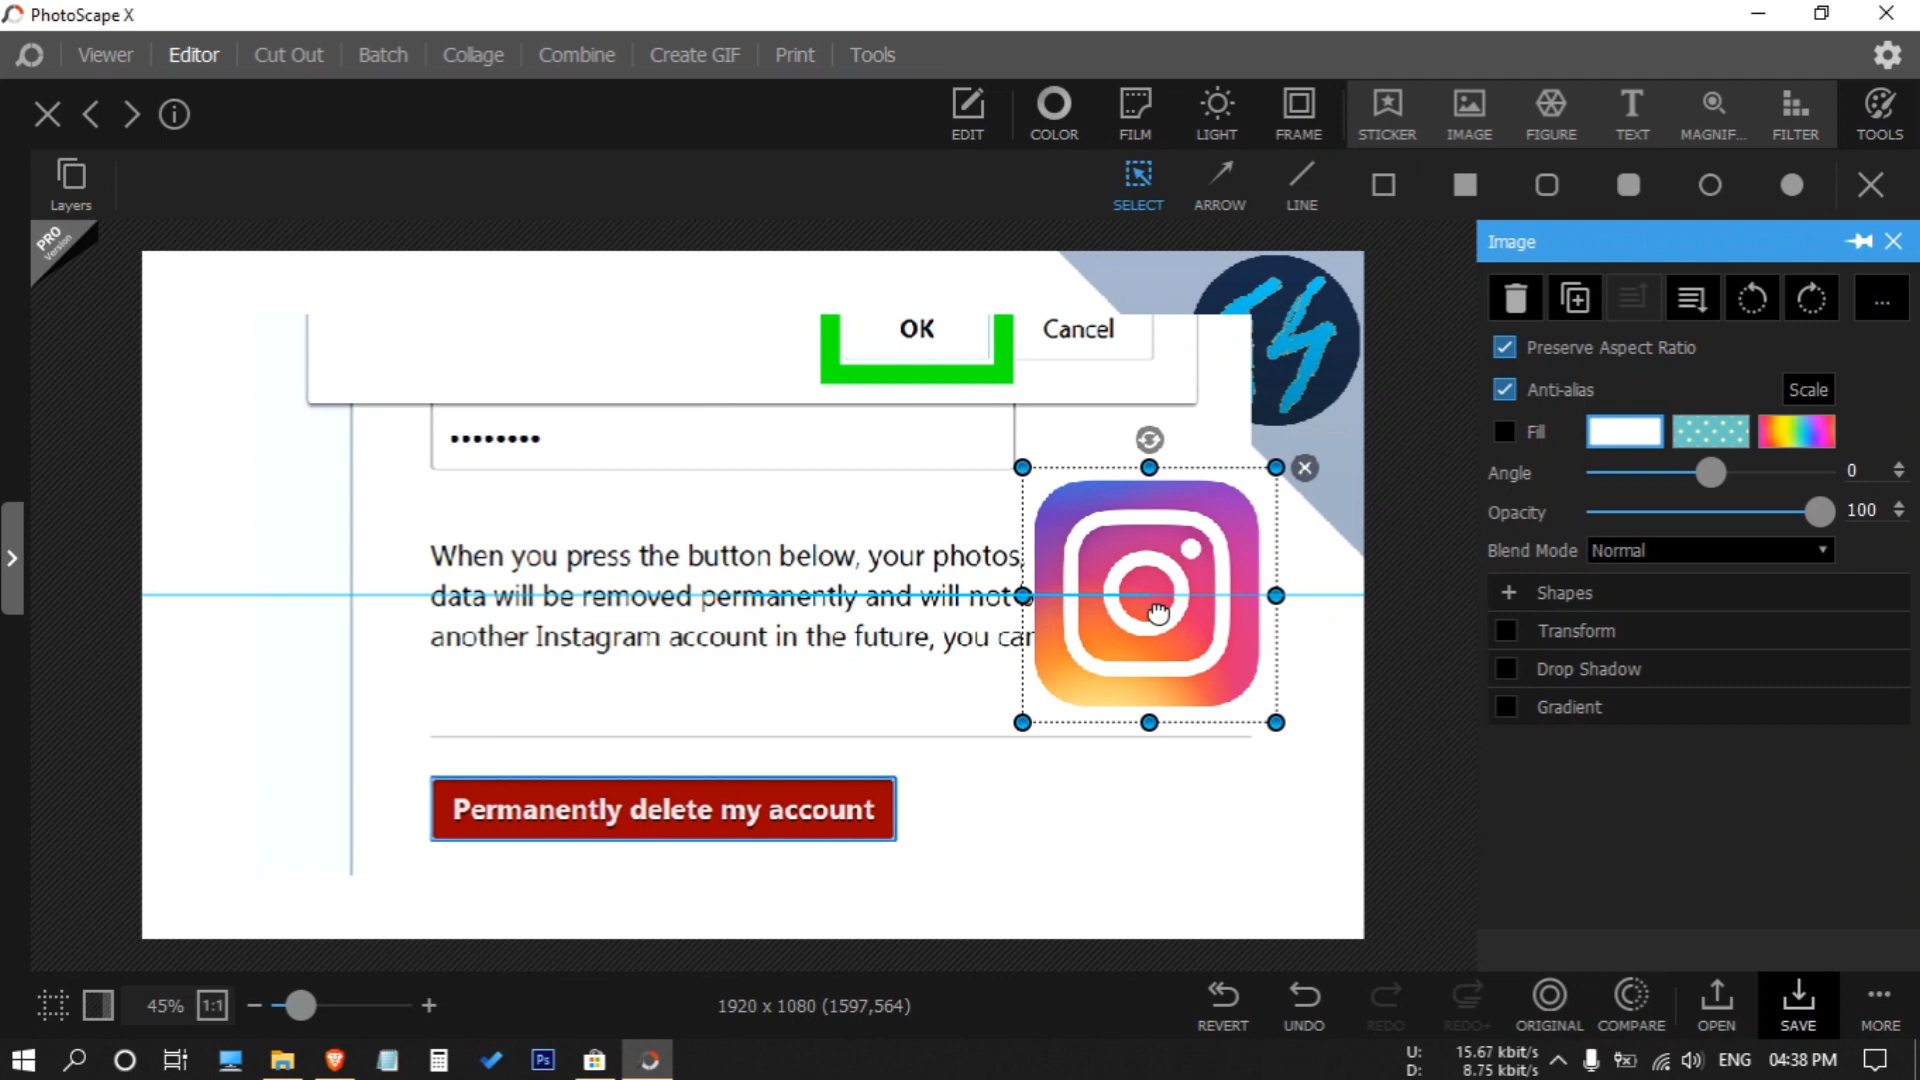 PhotoScape X
Viewer Editor Cut Out Batch Collage Combine Create GIF Print Tools
EDIT COLOR FILM LIGHT FRAME STICKER IMAGE FIGURE TEXT MAGNIF... FILTER TOOLS
Layers SELECT ARROW LINE
PRO
Version
Image
...
Preserve Aspect Ratio
Anti-alias Scale
Fill
Angle 0
Opacity 100
Blend Mode Normal
+ Shapes
Transform
Drop Shadow
Gradient
OK Cancel
••••••••
When you press the button below, your photos,
data will be removed permanently and will not
another Instagram account in the future, you can
Permanently delete my account
45% 1:1 1920 x 1080 (1597,564)
REVERT UNDO REDO REDO+ ORIGINAL COMPARE OPEN SAVE MORE
Ps
U: 15.67 kbit/s
D: 8.75 kbit/s
ENG 04:38 PM